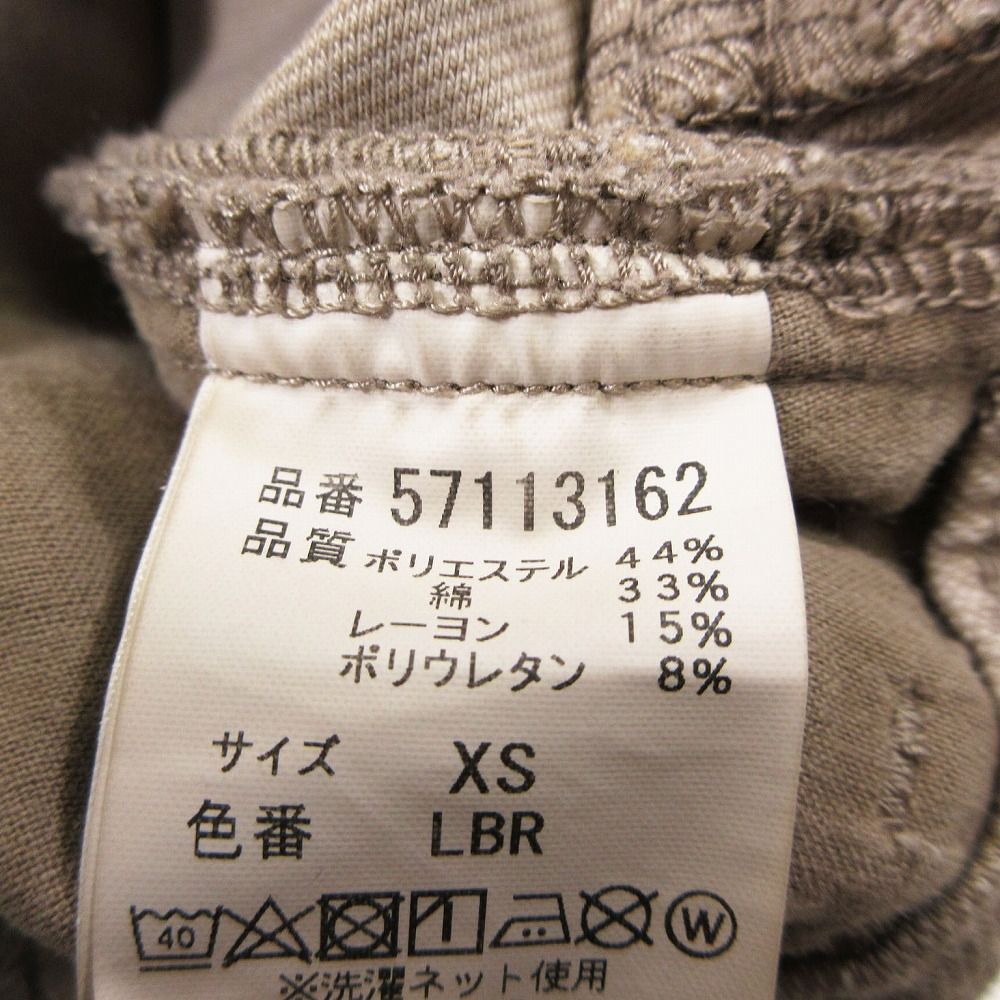 品番 57113162
品質 ポリエステル 44%
綿 33%
レーヨン 15%
ポリウレタン 8%
サイズ XS
色番 LBR
40 W
※洗濯ネット使用